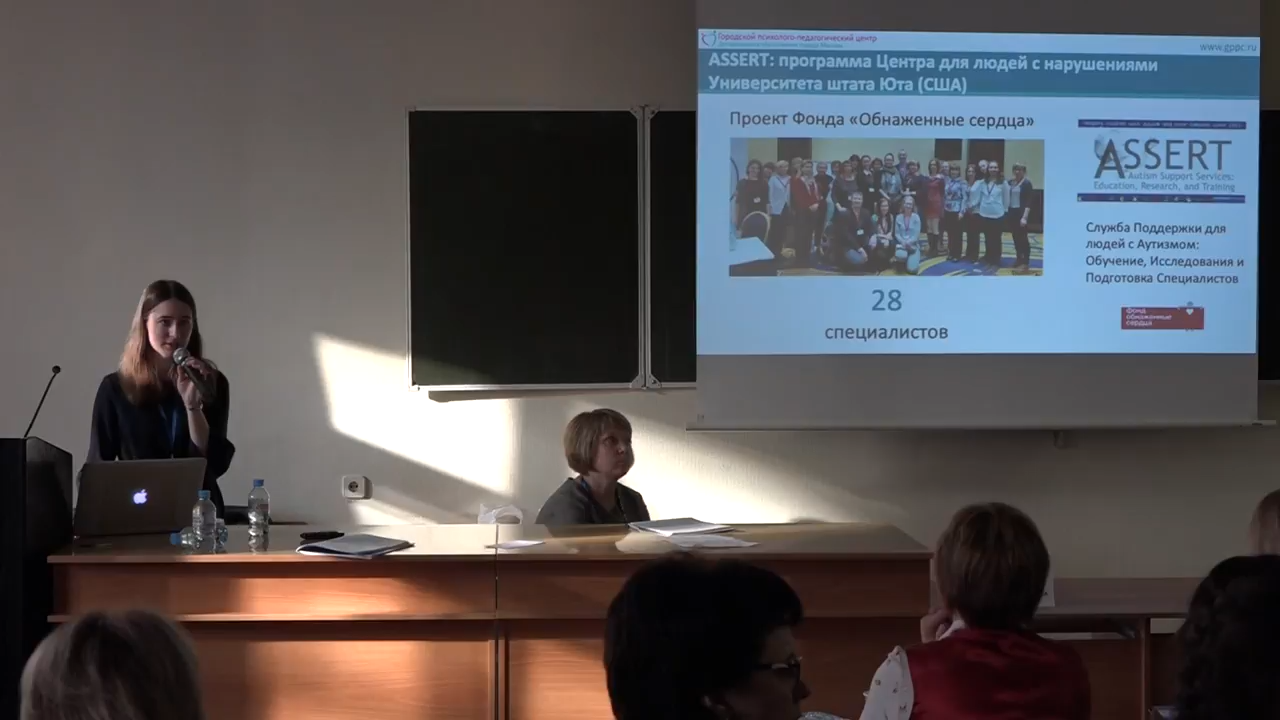 Городской психолого-педагогический центр
www.gppc.ru
ASSERT: программа Центра для людей с нарушениями
Университета штата Юта (США)
Проект Фонда «Обнаженные сердца»
28
специалистов
ASSERT
Autism Support Services:
Education, Research, and Training
Служба Поддержки для
людей с Аутизмом:
Обучение, Исследования и
Подготовка Специалистов
фонд
обнаженные
сердца